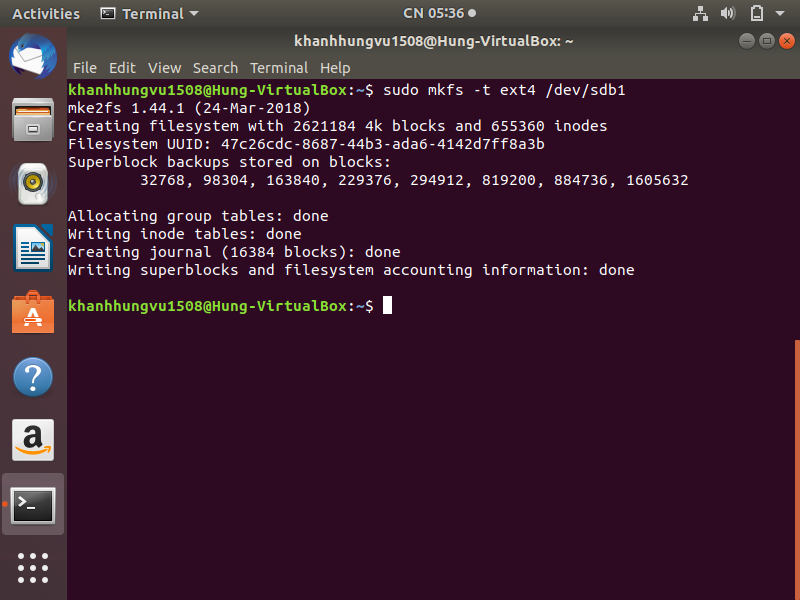 Activities Terminal CN 05:36
khanhhungvu1508@Hung-VirtualBox: ~
File Edit View Search Terminal Help
khanhhungvu1508@Hung-VirtualBox:~$ sudo mkfs -t ext4 /dev/sdb1
mke2fs 1.44.1 (24-Mar-2018)
Creating filesystem with 2621184 4k blocks and 655360 inodes
Filesystem UUID: 47c26cdc-8687-44b3-ada6-4142d7ff8a3b
Superblock backups stored on blocks:
32768, 98304, 163840, 229376, 294912, 819200, 884736, 1605632
Allocating group tables: done
Writing inode tables: done
Creating journal (16384 blocks): done
Writing superblocks and filesystem accounting information: done
khanhhungvu1508@Hung-VirtualBox:~$